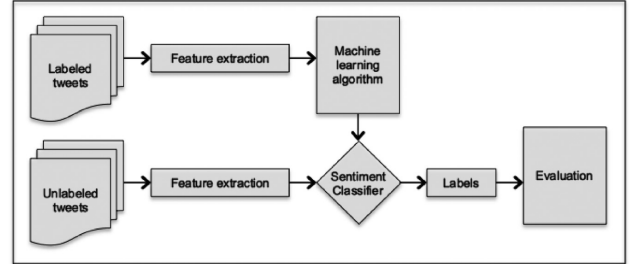 Labeled
tweets
Feature extraction
Machine
learning
algorithm
Unlabeled
tweets
Feature extraction
Sentiment
Classifier
Labels
Evaluation